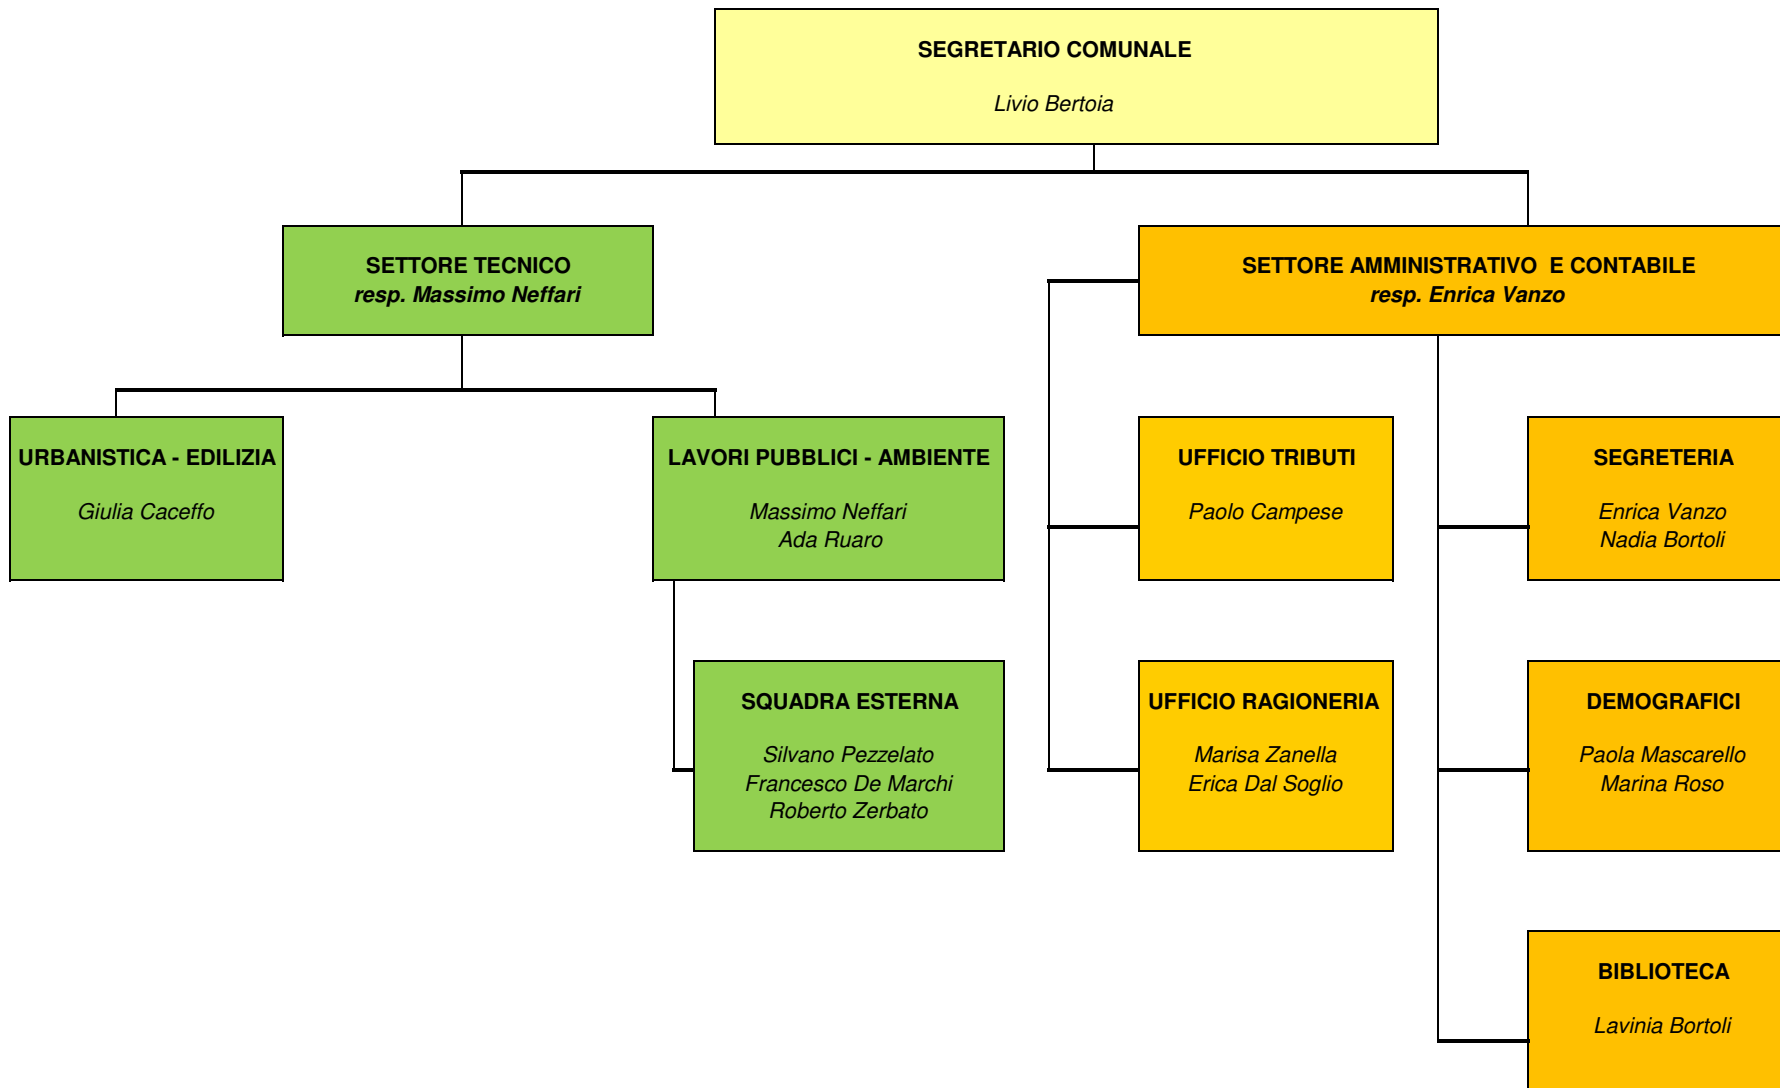 SEGRETARIO COMUNALE
Livio Bertoia
SETTORE TECNICO
resp. Massimo Neffari
SETTORE AMMINISTRATIVO E CONTABILE
resp. Enrica Vanzo
URBANISTICA - EDILIZIA
Giulia Caceffo
LAVORI PUBBLICI - AMBIENTE
Massimo Neffari
Ada Ruaro
UFFICIO TRIBUTI
Paolo Campese
SEGRETERIA
Enrica Vanzo
Nadia Bortoli
SQUADRA ESTERNA
Silvano Pezzelato
Francesco De Marchi
Roberto Zerbato
UFFICIO RAGIONERIA
Marisa Zanella
Erica Dal Soglio
DEMOGRAFICI
Paola Mascarello
Marina Roso
BIBLIOTECA
Lavinia Bortoli